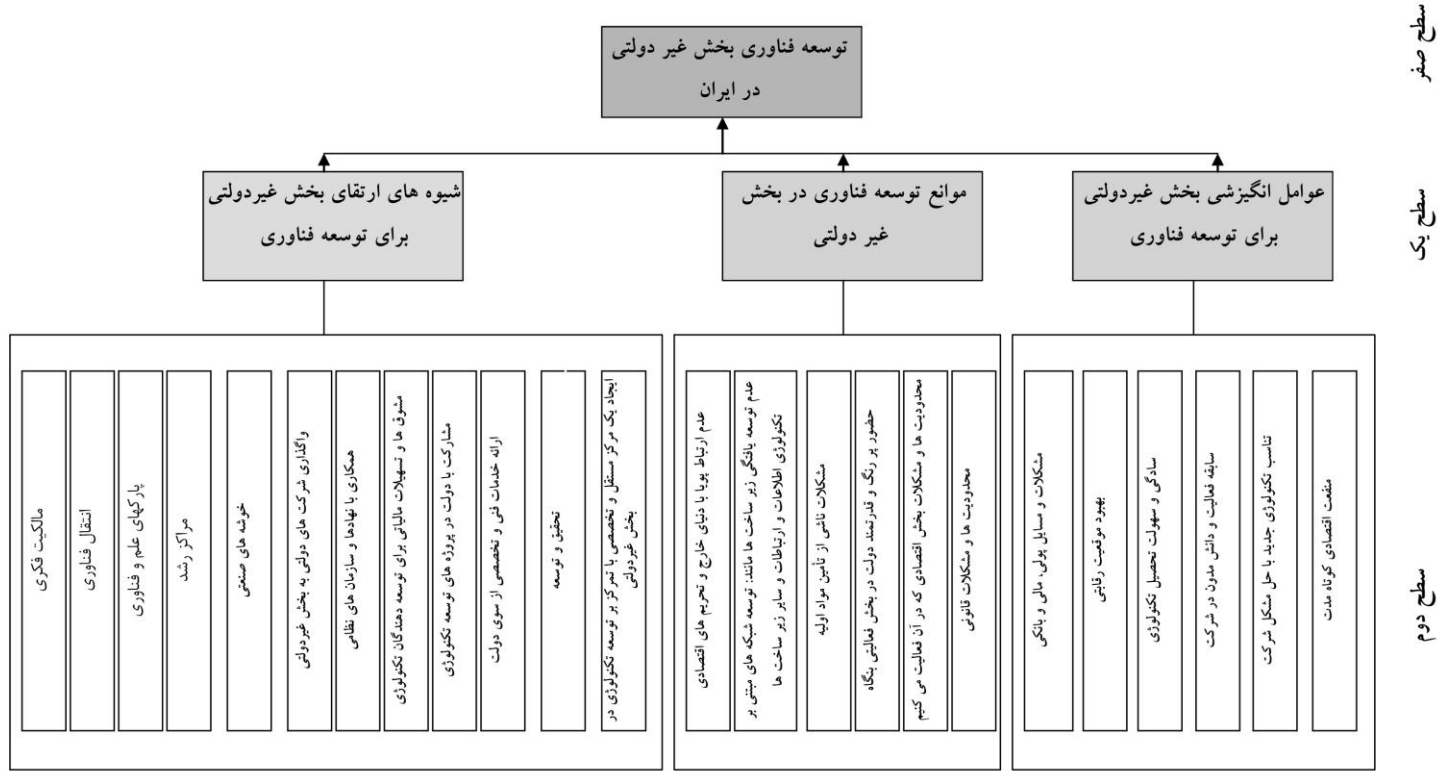 سطح صفر
توسعه فناوری بخش غیر دولتی
در ایران
سطح یک
عوامل انگیزشی بخش غیردولتی
برای توسعه فناوری
موانع توسعه فناوری در بخش
غیر دولتی
شیوه های ارتقای بخش غیردولتی
برای توسعه فناوری
سطح دوم
منفعت اقتصادی کوتاه مدت
تناسب تکنولوژی جدید با حل مشکل شرکت
سابقه فعالیت و دانش مدون در شرکت
سادگی و سهولت تحصیل تکنولوژی
بهبود موقعیت رقابتی
مشکلات و مسایل پولی، مالی و بانکی
محدودیت ها و مشکلات قانونی
محدودیت ها و مشکلات بخش اقتصادی که در آن فعالیت می کنیم
حضور پر رنگ و قدرتمند دولت در بخش فعالیتی بنگاه
مشکلات ناشی از تأمین مواد اولیه
عدم توسعه یافتگی زیر ساخت ها مانند: توسعه شبکه های مبتنی بر
تکنولوژی اطلاعات و ارتباطات و سایر زیر ساخت ها
عدم ارتباط پویا با دنیای خارج و تحریم های اقتصادی
ایجاد یک مرکز مستقل و تخصصی با تمرکز بر توسعه تکنولوژی در
بخش غیردولتی
تحقیق و توسعه
ارائه خدمات فنی و تخصصی از سوی دولت
مشارکت با دولت در پروژه های توسعه تکنولوژی
مشوق ها و تسهیلات مالیاتی برای توسعه دهندگان تکنولوژی
همکاری با نهادها و سازمان های نظامی
واگذاری شرکت های دولتی به بخش غیردولتی
خوشه های صنعتی
مراکز رشد
پارکهای علم و فناوری
انتقال فناوری
مالکیت فکری